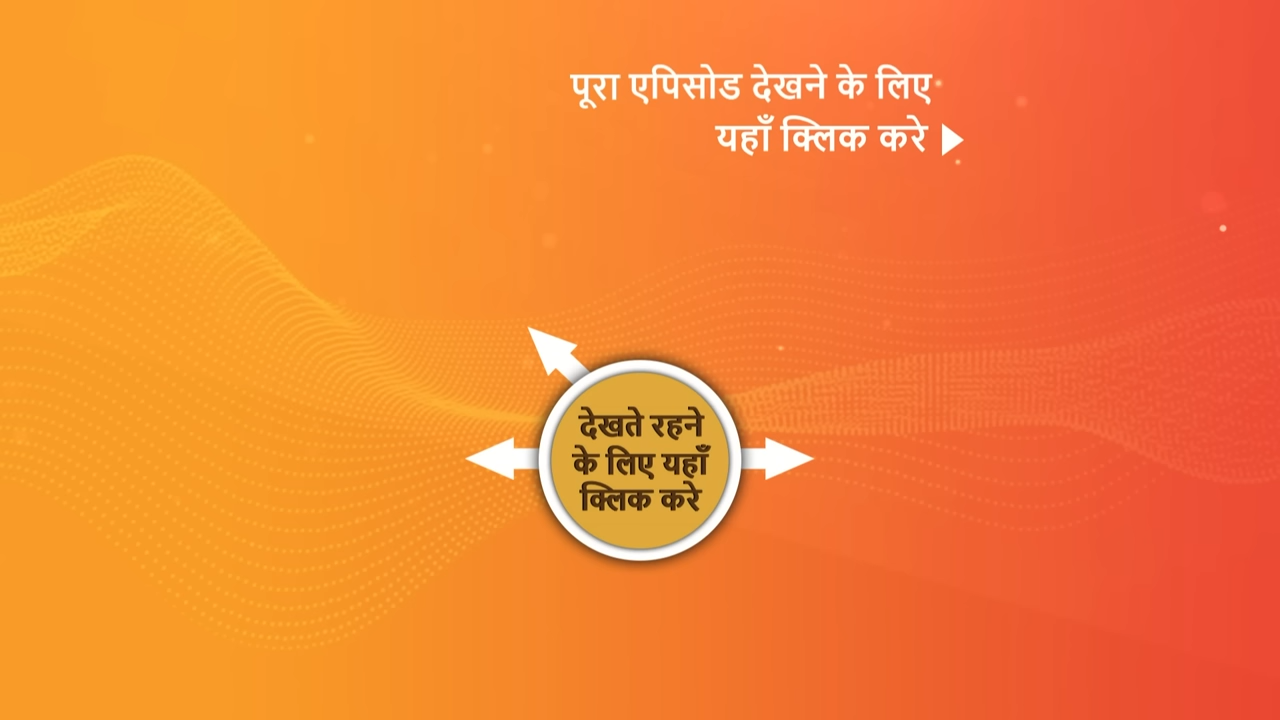 पूरा एपिसोड देखने के लिए
यहाँ क्लिक करे
देखते रहने
के लिए यहाँ
क्लिक करे